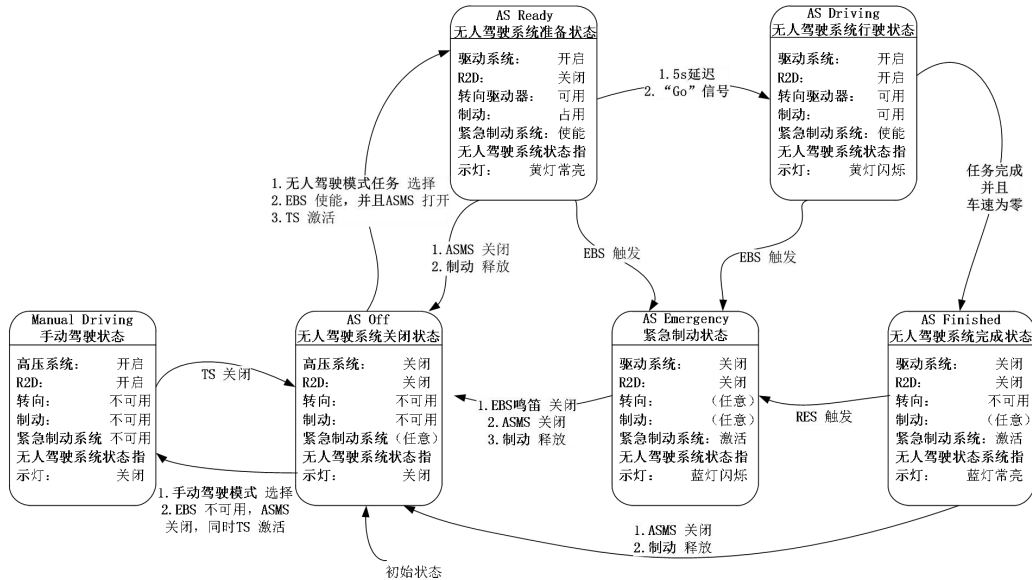 AS Ready
无人驾驶系统准备状态
驱动系统： 开启
R2D： 关闭
转向驱动器： 可用
制动： 占用
紧急制动系统：使能
无人驾驶系统状态指
示灯： 黄灯常亮
1.5s延迟
2.“Go”信号
AS Driving
无人驾驶系统行驶状态
驱动系统： 开启
R2D： 开启
转向驱动器： 可用
制动： 可用
紧急制动系统：使能
无人驾驶系统状态指
示灯： 黄灯闪烁
1.无人驾驶模式任务 选择
2.EBS 使能，并且ASMS 打开
3.TS 激活
1.ASMS 关闭
2.制动 释放
EBS 触发
EBS 触发
任务完成
并且
车速为零
Manual Driving
手动驾驶状态
高压系统： 开启
R2D： 开启
转向： 不可用
制动： 不可用
紧急制动系统 不可用
无人驾驶系统状态指
示灯： 关闭
TS 关闭
1.手动驾驶模式 选择
2.EBS 不可用，ASMS
关闭，同时TS 激活
AS Off
无人驾驶系统关闭状态
高压系统： 关闭
R2D： 关闭
转向： 不可用
制动： 不可用
紧急制动系统（任意）
无人驾驶系统状态指
示灯： 关闭
1.EBS鸣笛 关闭
2.ASMS 关闭
3.制动 释放
AS Emergency
紧急制动状态
驱动系统： 关闭
R2D： 关闭
转向： （任意）
制动： （任意）
紧急制动系统：激活
无人驾驶系统状态指
示灯： 蓝灯闪烁
RES 触发
AS Finished
无人驾驶系统完成状态
驱动系统： 关闭
R2D： 关闭
转向： 不可用
制动： （任意）
紧急制动系统：激活
无人驾驶系统状态系统指
示灯： 蓝灯常亮
1.ASMS 关闭
2.制动 释放
初始状态